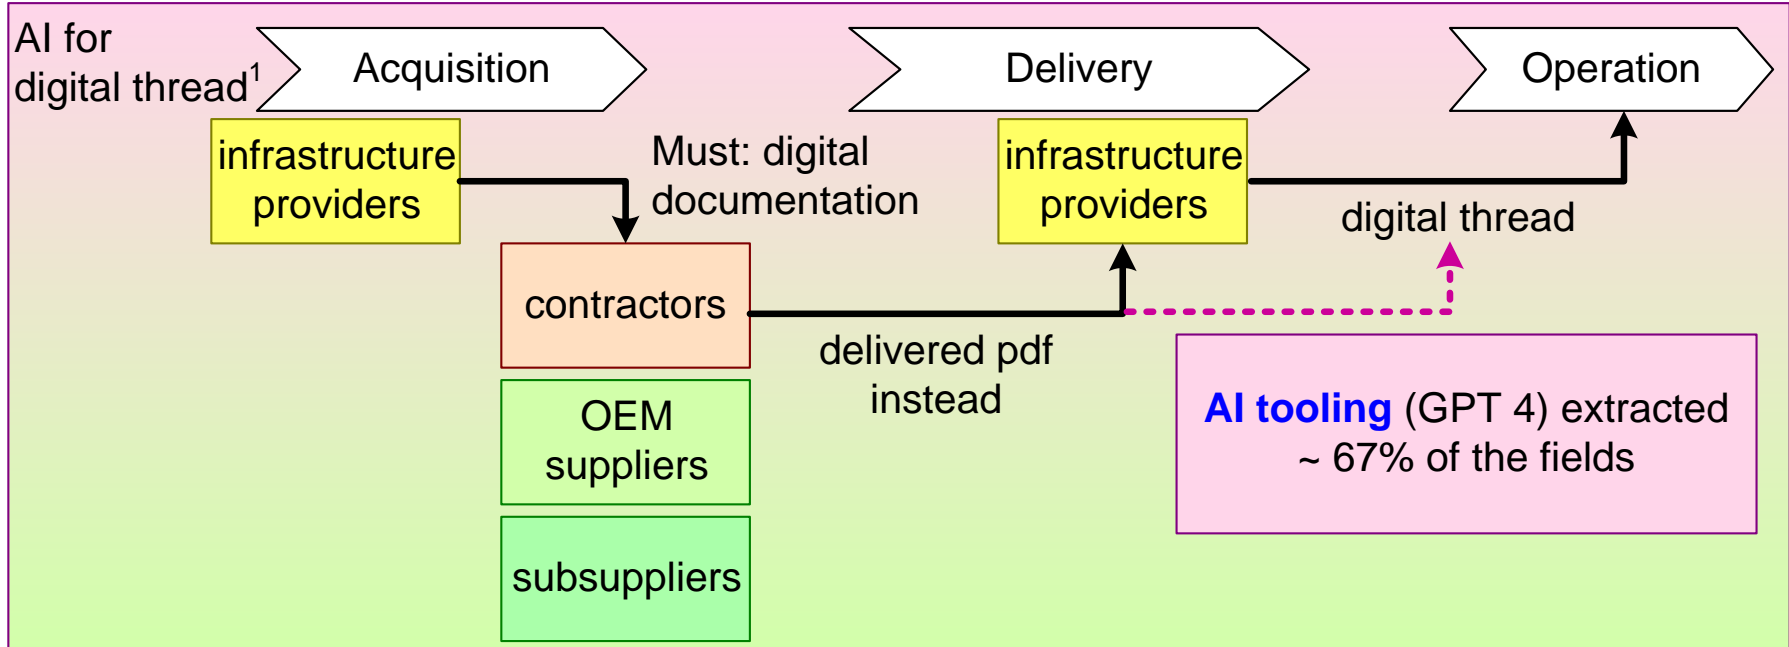 AI for
digital thread¹
Acquisition
Delivery
Operation
infrastructure
providers
Must: digital
documentation
infrastructure
providers
digital thread
contractors
delivered pdf
instead
OEM
suppliers
AI tooling (GPT 4) extracted
~ 67% of the fields
subsuppliers